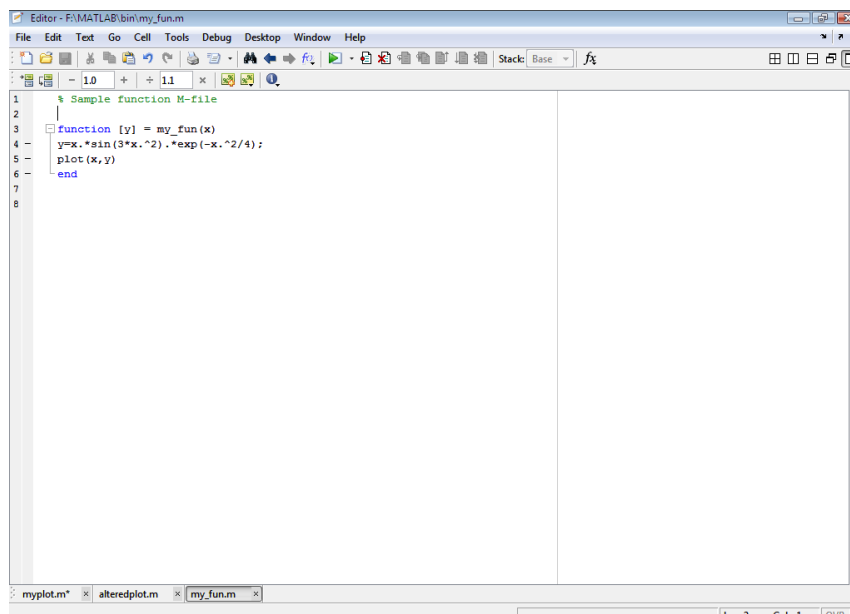 Editor - F:\MATLAB\bin\my_fun.m
File Edit Text Go Cell Tools Debug Desktop Window Help
Stack: Base fx
- 1.0 + ÷ 1.1 ×
1 % Sample function M-file
2
3 function [y] = my_fun(x)
4 - y=x.*sin(3*x.^2).*exp(-x.^2/4);
5 - plot(x,y)
6 - end
7
8
myplot.m* × alteredplot.m × my_fun.m ×